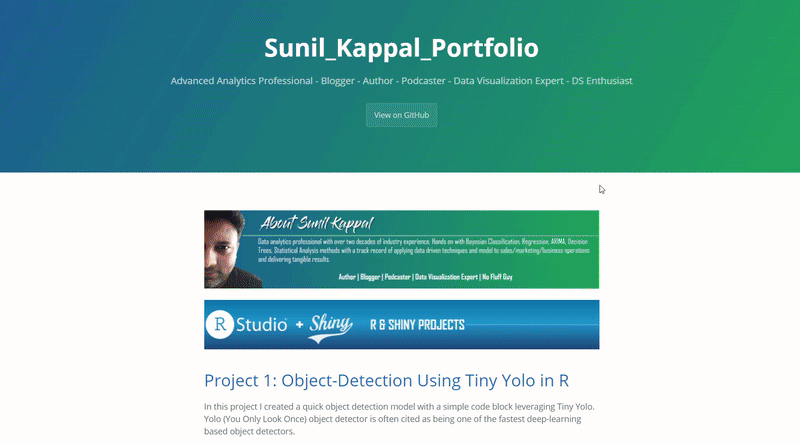 Sunil_Kappal_Portfolio
Advanced Analytics Professional - Blogger - Author - Podcaster - Data Visualization Expert - DS Enthusiast
View on GitHub
About Sunil Kappal
Data analytics professional with over two decades of industry experience. Hands on with Bayesian Classification, Regression, ARIMA, Decision
Trees, Statistical Analysis methods with a track record of applying data driven techniques and model to sales/marketing/business operations
and delivering tangible results.
Author | Blogger | Podcaster | Data Visualization Expert | No Fluff Guy
R Studio + Shiny R & SHINY PROJECTS
Project 1: Object-Detection Using Tiny Yolo in R
In this project I created a quick object detection model with a simple code block leveraging Tiny Yolo.
Yolo (You Only Look Once) object detector is often cited as being one of the fastest deep-learning
based object detectors.